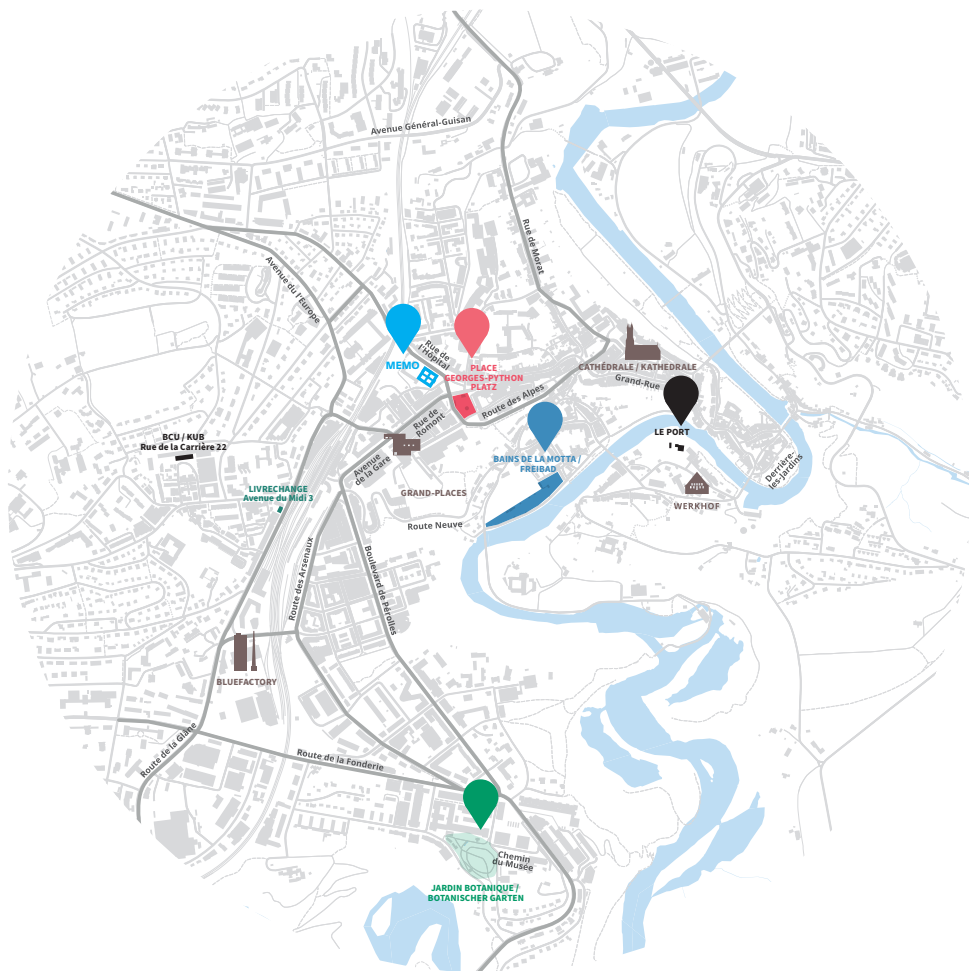 Avenue Général-Guisan
Rue de Morat
Avenue du l'Europe
Rue de
l'Hôpital
MEMO
PLACE
GEORGES-PYTHON
PLATZ
CATHÉDRALE / KATHEDRALE
Grand-Rue
Route des Alpes
Rue de
Romont
LE PORT
BCU / KUB
Rue de la Carrière 22
Avenue
de la Gare
BAINS DE LA MOTTA /
FREIBAD
Derrière-
les-Jardins
LIVRECHANGE
Avenue du Midi 3
GRAND-PLACES
WERKHOF
Route Neuve
Route des Arsenaux
Boulevard de Pérolles
BLUEFACTORY
Route de la Glâne
Route de la Fonderie
Chemin
du Musée
JARDIN BOTANIQUE /
BOTANISCHER GARTEN